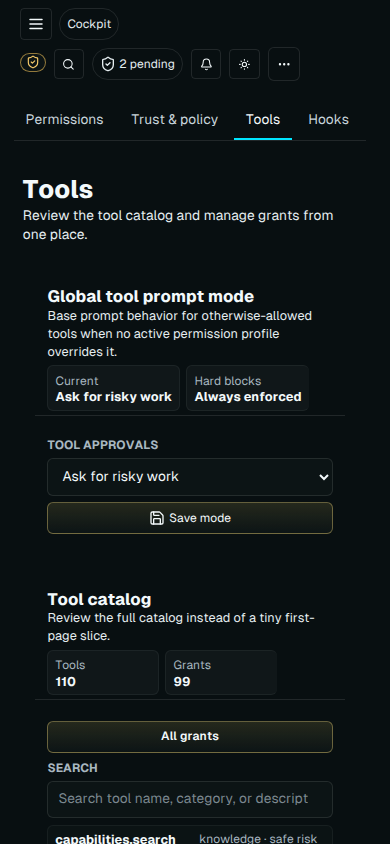 Cockpit
2 pending
Permissions
Trust & policy
Tools
Hooks
Tools
Review the tool catalog and manage grants from
one place.
Global tool prompt mode
Base prompt behavior for otherwise-allowed
tools when no active permission profile
overrides it.
Current
Ask for risky work
Hard blocks
Always enforced
TOOL APPROVALS
Ask for risky work
Save mode
Tool catalog
Review the full catalog instead of a tiny first-
page slice.
Tools
110
Grants
99
All grants
SEARCH
Search tool name, category, or descript
capabilities.search
knowledge · safe risk